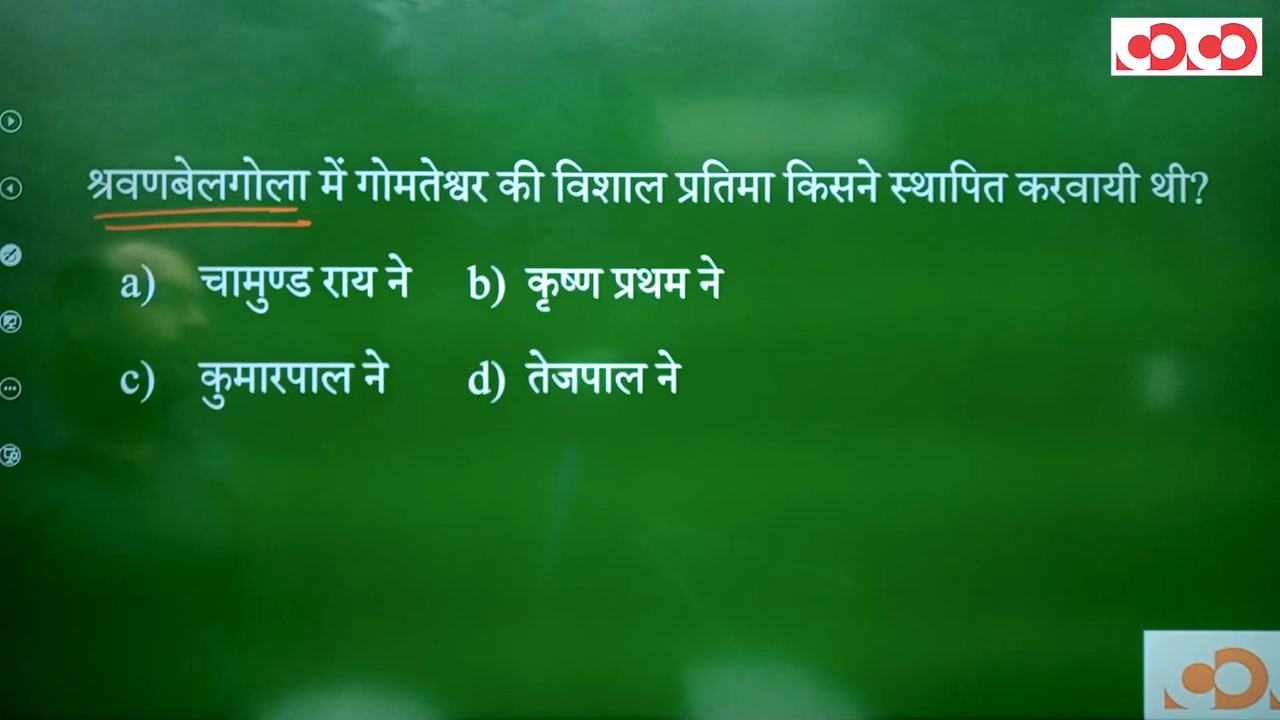 श्रवणबेलगोला में गोमतेश्वर की विशाल प्रतिमा किसने स्थापित करवायी थी?
a) चामुण्ड राय ने b) कृष्ण प्रथम ने
c) कुमारपाल ने d) तेजपाल ने